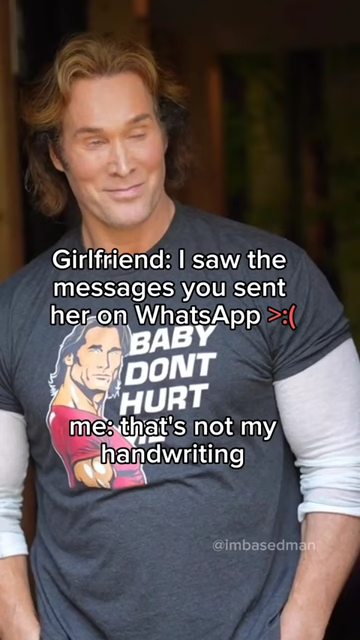 Girlfriend: I saw the
messages you sent
her on WhatsApp >:(
BABY
DONT
HURT
me: that's not my
handwriting
@imbasedman